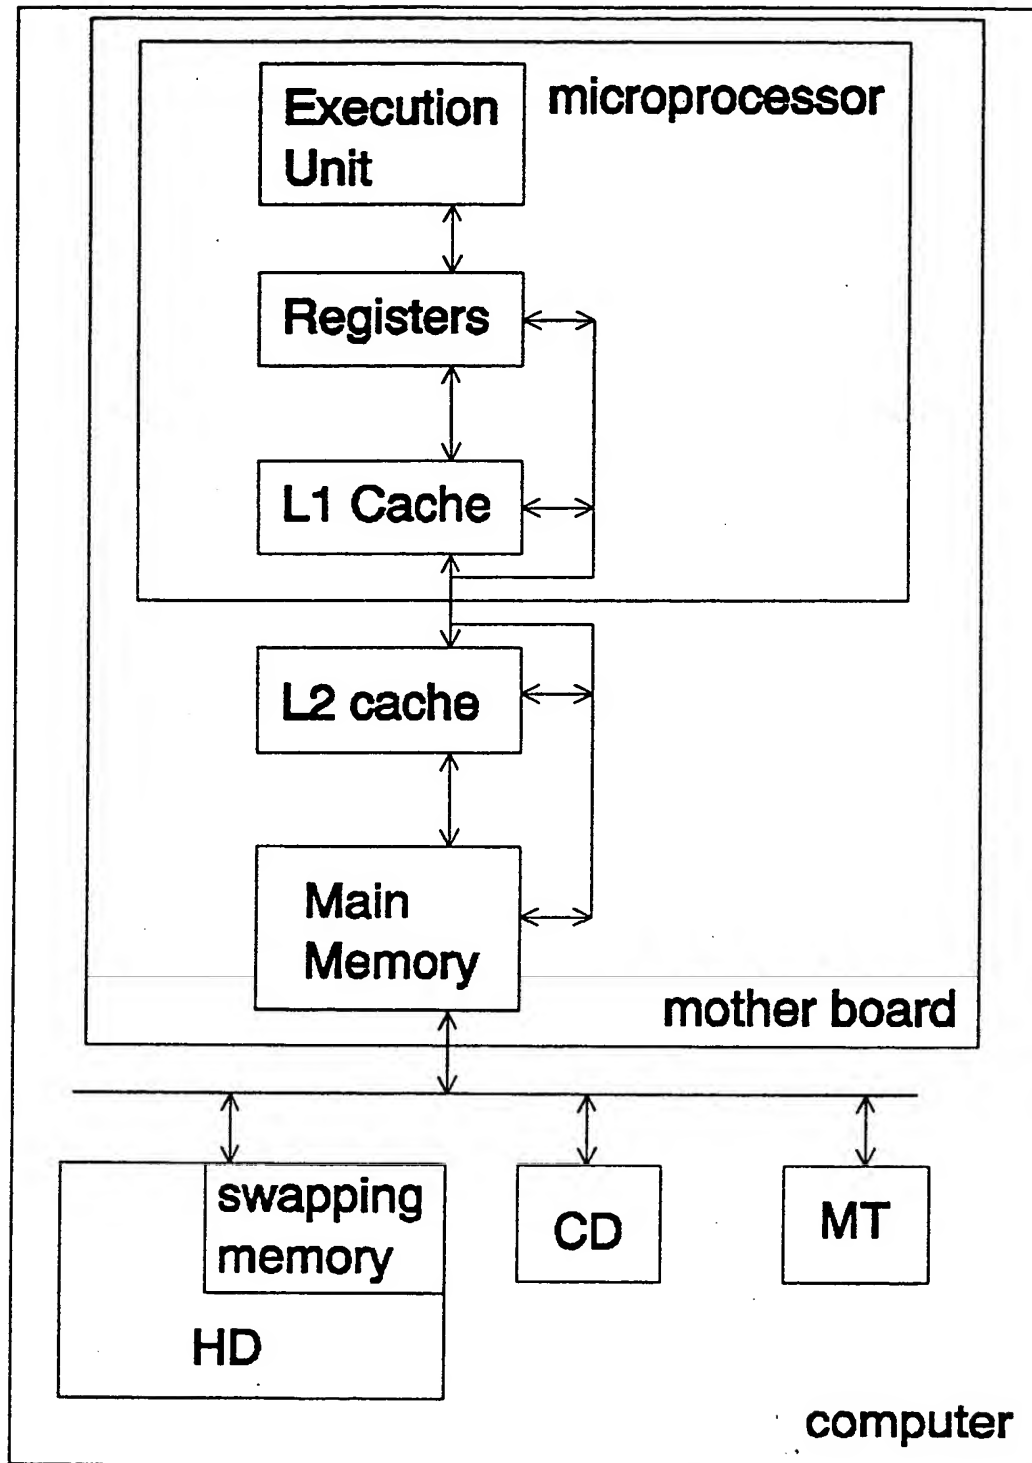 Execution
Unit
microprocessor
Registers
L1 Cache
L2 cache
Main
Memory
mother board
swapping
memory
HD
CD
MT
computer